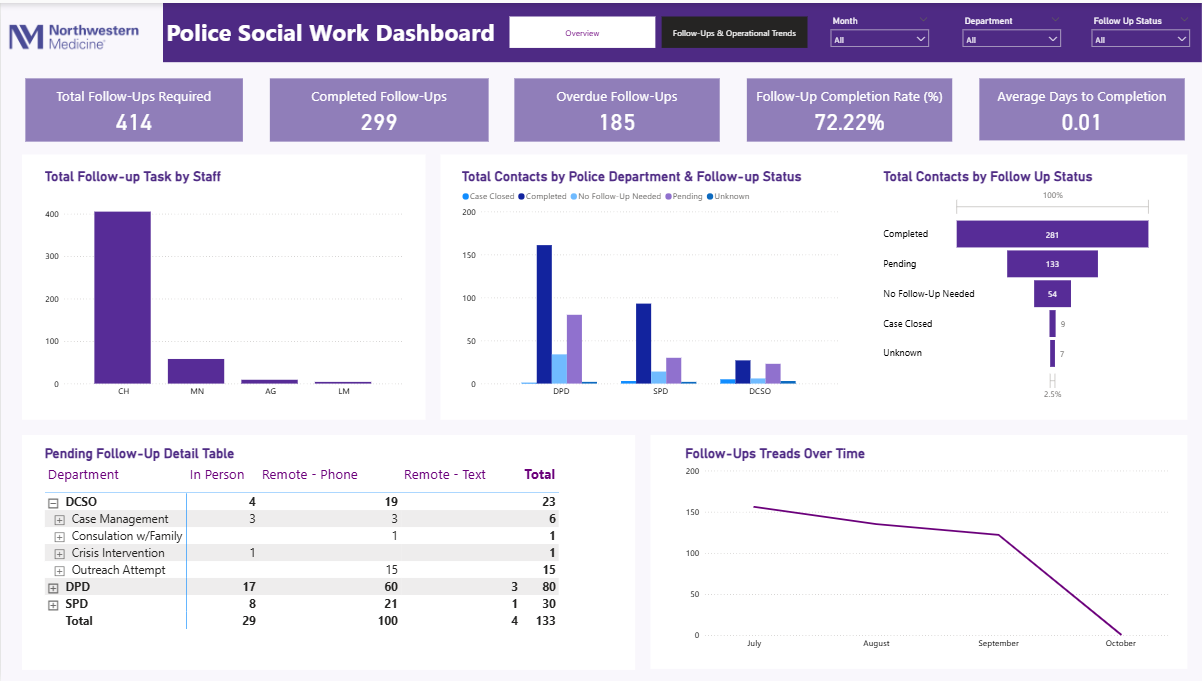 Northwestern
Medicine®
Police Social Work Dashboard
Overview
Follow-Ups & Operational Trends
Month
All
Department
All
Follow Up Status
All
Total Follow-Ups Required
414
Completed Follow-Ups
299
Overdue Follow-Ups
185
Follow-Up Completion Rate (%)
72.22%
Average Days to Completion
0.01
Total Follow-up Task by Staff
400
300
200
100
0
CH MN AG LM
Total Contacts by Police Department & Follow-up Status
Case Closed Completed No Follow-Up Needed Pending Unknown
200
150
100
50
0
DPD SPD DCSO
Total Contacts by Follow Up Status
100%
Completed 281
Pending 133
No Follow-Up Needed 54
Case Closed 9
Unknown 7
2.5%
Pending Follow-Up Detail Table
Department In Person Remote - Phone Remote - Text Total
DCSO 4 19 23
Case Management 3 3 6
Consulation w/Family 1 1
Crisis Intervention 1 1
Outreach Attempt 15 15
DPD 17 60 3 80
SPD 8 21 1 30
Total 29 100 4 133
Follow-Ups Treads Over Time
200
150
100
50
0
July August September October